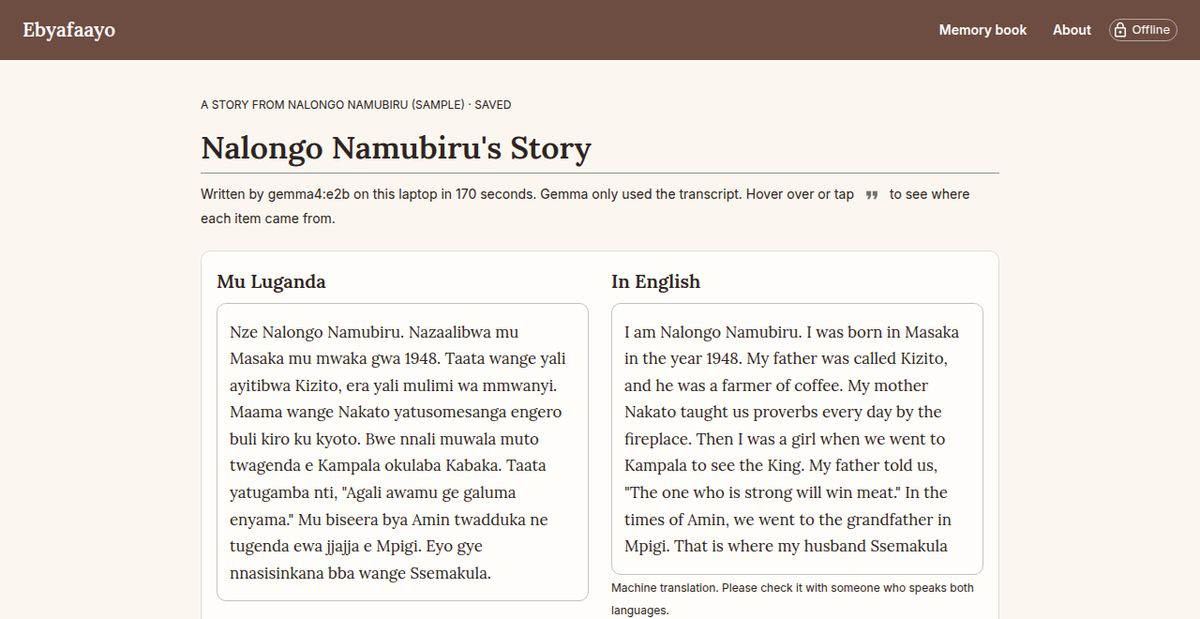 Ebyafaayo
Memory book
About
Offline
A STORY FROM NALONGO NAMUBIRU (SAMPLE) · SAVED
Nalongo Namubiru's Story
Written by gemma4:e2b on this laptop in 170 seconds. Gemma only used the transcript. Hover over or tap ❞ to see where
each item came from.
Mu Luganda
Nze Nalongo Namubiru. Nazaalibwa mu
Masaka mu mwaka gwa 1948. Taata wange yali
ayitibwa Kizito, era yali mulimi wa mmwanyi.
Maama wange Nakato yatusomesanga engero
buli kiro ku kyoto. Bwe nnali muwala muto
twagenda e Kampala okulaba Kabaka. Taata
yatugamba nti, "Agali awamu ge galuma
enyama." Mu biseera bya Amin twadduka ne
tugenda ewa jjajja e Mpigi. Eyo gye
nnasisinkana bba wange Ssemakula.
In English
I am Nalongo Namubiru. I was born in Masaka
in the year 1948. My father was called Kizito,
and he was a farmer of coffee. My mother
Nakato taught us proverbs every day by the
fireplace. Then I was a girl when we went to
Kampala to see the King. My father told us,
"The one who is strong will win meat." In the
times of Amin, we went to the grandfather in
Mpigi. That is where my husband Ssemakula
Machine translation. Please check it with someone who speaks both
languages.